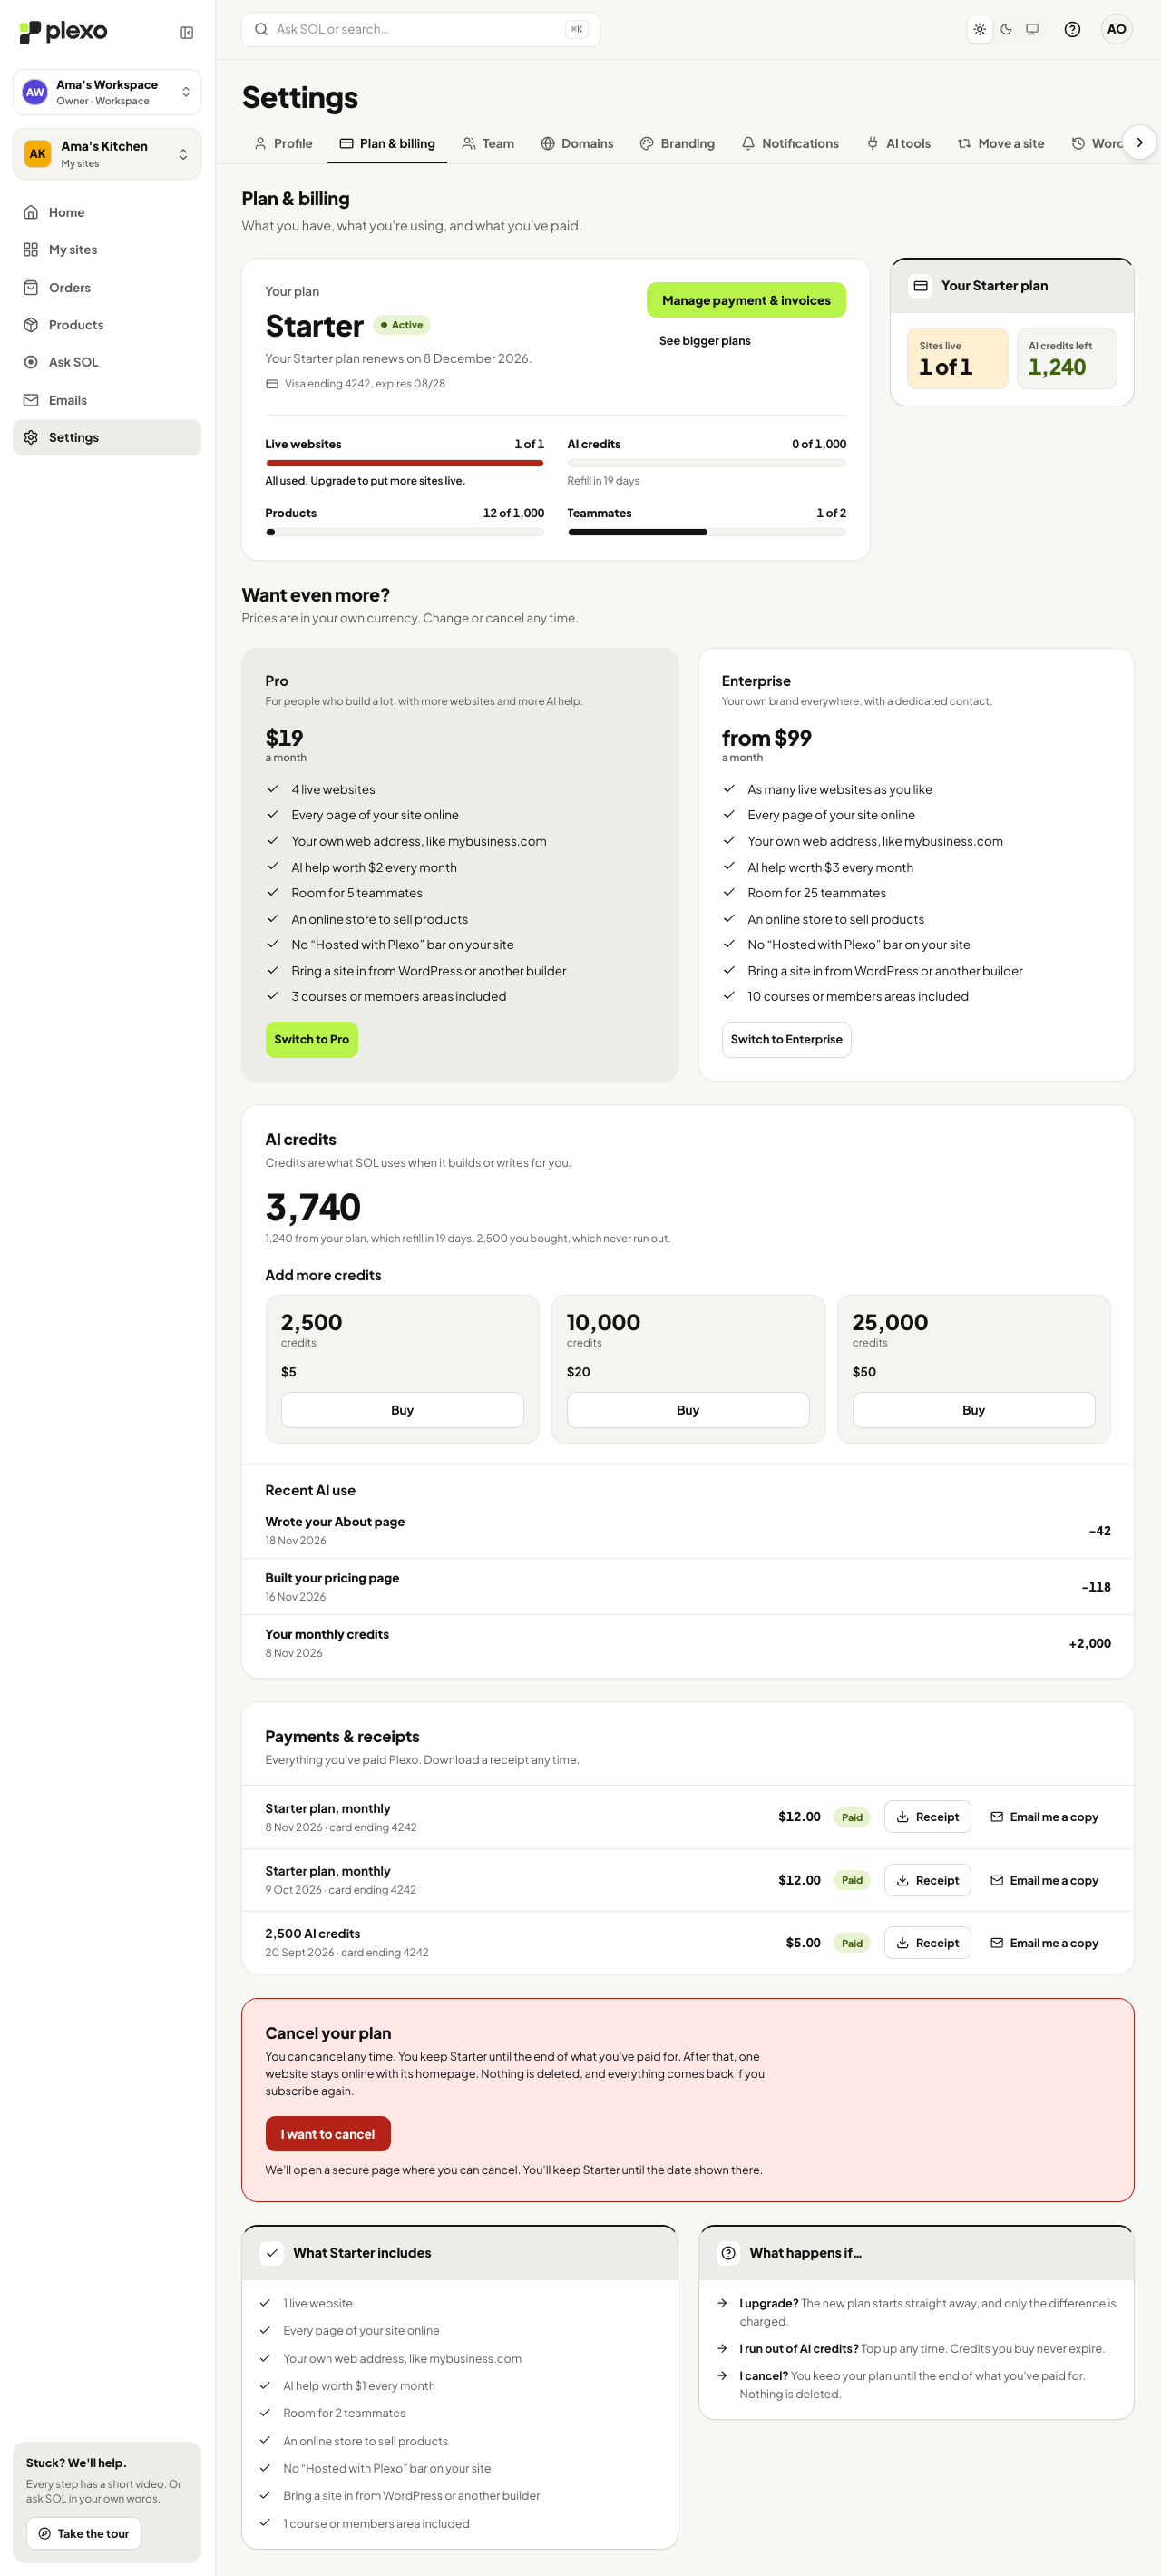 plexo
Ask SOL or search...
⌘K
AO
AW
Ama's Workspace
Owner · Workspace
AK
Ama's Kitchen
My sites
Home
My sites
Orders
Products
Ask SOL
Emails
Settings
Settings
Profile
Plan & billing
Team
Domains
Branding
Notifications
AI tools
Move a site
Plan & billing
What you have, what you're using, and what you've paid.
Your plan
Starter
Active
Your Starter plan renews on 8 December 2026.
Visa ending 4242, expires 08/28
Manage payment & invoices
See bigger plans
Live websites 1 of 1
All used. Upgrade to put more sites live.
AI credits 0 of 1,000
Refill in 19 days
Products 12 of 1,000
Teammates 1 of 2
Your Starter plan
Sites live
1 of 1
AI credits left
1,240
Want even more?
Prices are in your own currency. Change or cancel any time.
Pro
For people who build a lot, with more websites and more AI help.
$19
a month
4 live websites
Every page of your site online
Your own web address, like mybusiness.com
AI help worth $2 every month
Room for 5 teammates
An online store to sell products
No “Hosted with Plexo” bar on your site
Bring a site in from WordPress or another builder
3 courses or members areas included
Switch to Pro
Enterprise
Your own brand everywhere, with a dedicated contact.
from $99
a month
As many live websites as you like
Every page of your site online
Your own web address, like mybusiness.com
AI help worth $3 every month
Room for 25 teammates
An online store to sell products
No “Hosted with Plexo” bar on your site
Bring a site in from WordPress or another builder
10 courses or members areas included
Switch to Enterprise
AI credits
Credits are what SOL uses when it builds or writes for you.
3,740
1,240 from your plan, which refill in 19 days. 2,500 you bought, which never run out.
Add more credits
2,500
credits
$5
Buy
10,000
credits
$20
Buy
25,000
credits
$50
Buy
Recent AI use
Wrote your About page
18 Nov 2026
-42
Built your pricing page
16 Nov 2026
-118
Your monthly credits
8 Nov 2026
+2,000
Payments & receipts
Everything you've paid Plexo. Download a receipt any time.
Starter plan, monthly
8 Nov 2026 · card ending 4242
$12.00 Paid Receipt Email me a copy
Starter plan, monthly
9 Oct 2026 · card ending 4242
$12.00 Paid Receipt Email me a copy
2,500 AI credits
20 Sept 2026 · card ending 4242
$5.00 Paid Receipt Email me a copy
Cancel your plan
You can cancel any time. You keep Starter until the end of what you've paid for. After that, one
website stays online with its homepage. Nothing is deleted, and everything comes back if you
subscribe again.
I want to cancel
We'll open a secure page where you can cancel. You'll keep Starter until the date shown there.
What Starter includes
1 live website
Every page of your site online
Your own web address, like mybusiness.com
AI help worth $1 every month
Room for 2 teammates
An online store to sell products
No “Hosted with Plexo” bar on your site
Bring a site in from WordPress or another builder
1 course or members area included
What happens if…
I upgrade? The new plan starts straight away, and only the difference is
charged.
I run out of AI credits? Top up any time. Credits you buy never expire.
I cancel? You keep your plan until the end of what you've paid for.
Nothing is deleted.
Stuck? We'll help.
Every step has a short video. Or
ask SOL in your own words.
Take the tour